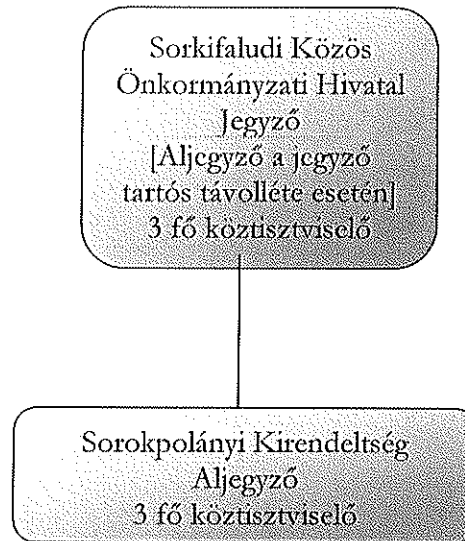 Sorkifaludi Közös
Önkormányzati Hivatal
Jegyző
[Aljegyző a jegyző
tartós távolléte esetén]
3 fő köztisztviselő
Sorokpolányi Kirendeltség
Aljegyző
3 fő köztisztviselő